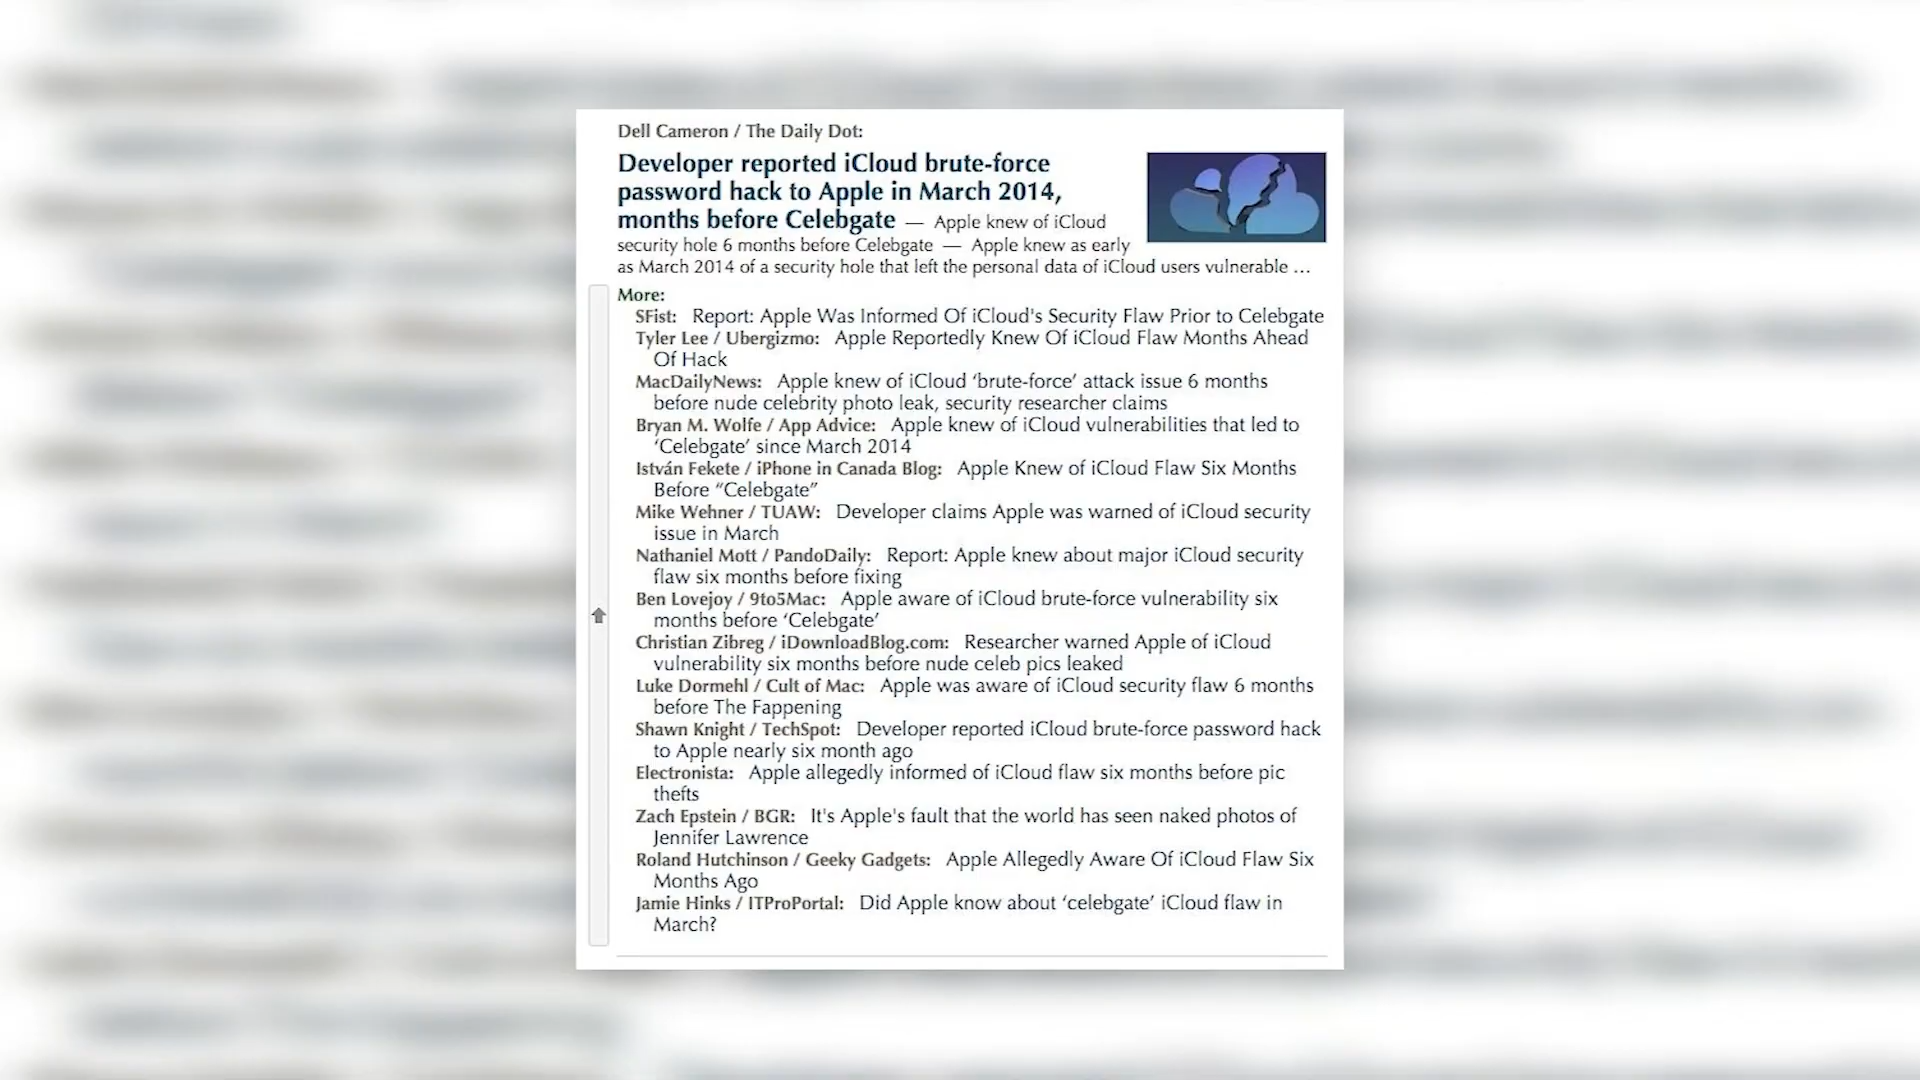 Dell Cameron / The Daily Dot:
Developer reported iCloud brute-force
password hack to Apple in March 2014,
months before Celebgate — Apple knew of iCloud
security hole 6 months before Celebgate — Apple knew as early
as March 2014 of a security hole that left the personal data of iCloud users vulnerable ...
More:
SFist: Report: Apple Was Informed Of iCloud's Security Flaw Prior to Celebgate
Tyler Lee / Ubergizmo: Apple Reportedly Knew Of iCloud Flaw Months Ahead
Of Hack
MacDailyNews: Apple knew of iCloud ‘brute-force’ attack issue 6 months
before nude celebrity photo leak, security researcher claims
Bryan M. Wolfe / App Advice: Apple knew of iCloud vulnerabilities that led to
‘Celebgate’ since March 2014
István Fekete / iPhone in Canada Blog: Apple Knew of iCloud Flaw Six Months
Before “Celebgate”
Mike Wehner / TUAW: Developer claims Apple was warned of iCloud security
issue in March
Nathaniel Mott / PandoDaily: Report: Apple knew about major iCloud security
flaw six months before fixing
Ben Lovejoy / 9to5Mac: Apple aware of iCloud brute-force vulnerability six
months before ‘Celebgate’
Christian Zibreg / iDownloadBlog.com: Researcher warned Apple of iCloud
vulnerability six months before nude celeb pics leaked
Luke Dormehl / Cult of Mac: Apple was aware of iCloud security flaw 6 months
before The Fappening
Shawn Knight / TechSpot: Developer reported iCloud brute-force password hack
to Apple nearly six month ago
Electronista: Apple allegedly informed of iCloud flaw six months before pic
thefts
Zach Epstein / BGR: It's Apple's fault that the world has seen naked photos of
Jennifer Lawrence
Roland Hutchinson / Geeky Gadgets: Apple Allegedly Aware Of iCloud Flaw Six
Months Ago
Jamie Hinks / ITProPortal: Did Apple know about ‘celebgate’ iCloud flaw in
March?